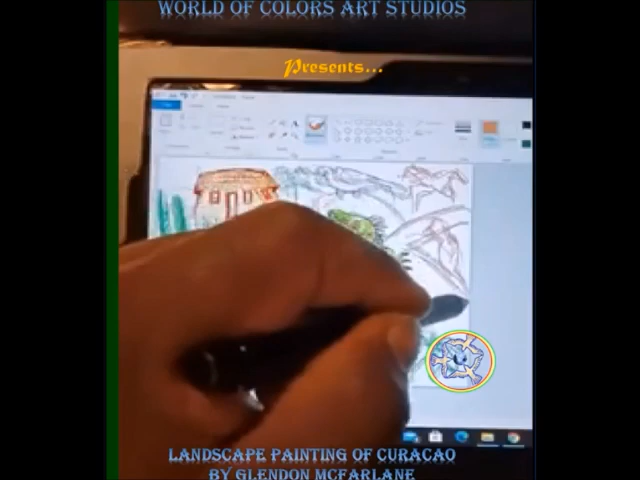 WORLD OF COLORS ART STUDIOS
Presents...
LANDSCAPE PAINTING OF CURACAO
BY GLENDON MCFARLANE